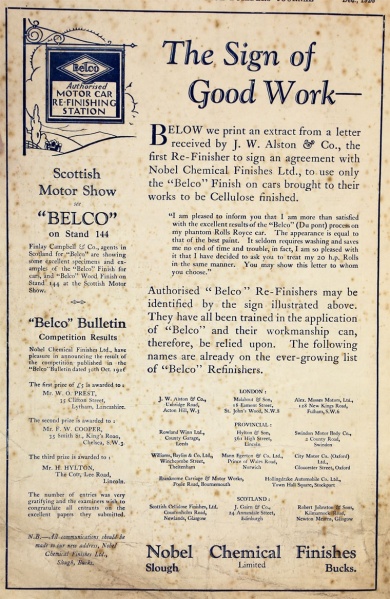 Dec., 1926
Belco
Authorised
MOTOR CAR
RE-FINISHING
STATION
Scottish
Motor Show
see
"BELCO"
on Stand 144
Finlay Campbell & Co., agents in
Scotland for "Belco" are showing
some excellent specimens and ex-
amples of the "Belco" Finish for
cars, and "Belco" Wood Finish on
Stand 144 at the Scottish Motor
Show.
"Belco" Bulletin
Competition Results
Nobel Chemical Finishes Ltd., have
pleasure in announcing the result of
the competition published in the
"Belco" Bulletin dated 30th Oct. 1926
The first prize of £5 is awarded to :
Mr. W. O. PREST,
35 Clifton Street,
Lytham, Lancashire.
The second prize is awarded to :
Mr. F. W. COOPER,
33 Smith St., King's Road,
Chelsea, S.W.3
The third prize is awarded to :
Mr. H. HYLTON,
The Cott, Lee Road,
Lincoln.
The number of entries was very
gratifying and the examiners wish to
congratulate all entrants on the
excellent papers they submitted.
N.B.—All communications should be
made to our new address, Nobel
Chemical Finishes Ltd.,
Slough, Bucks.
The Sign of
Good Work—
BELOW we print an extract from a letter
received by J. W. Alston & Co., the
first Re-Finisher to sign an agreement with
Nobel Chemical Finishes Ltd., to use only
the "Belco" Finish on cars brought to their
works to be Cellulose finished.
"I am pleased to inform you that I am more than satisfied
with the excellent results of the "Belco" (Du pon) process on
my phantom Rolls Royce car. The appearance is equal to
that of the best paint. It seldom requires washing and saves
me no end of time and trouble, in fact, I am so pleased with
it that I have decided to ask you to treat my 20 h.p. Rolls
in the same manner. You may show this letter to whom
you choose."
Authorised "Belco" Re-Finishers may be
identified by the sign illustrated above.
They have all been trained in the application
of "Belco" and their workmanship can,
therefore, be relied upon. The following
names are already on the ever-growing list
of "Belco" Refinishers.
LONDON :
J. W. Alston & Co.,
Uxbridge Road,
Acton Hill, W.3
& Son,
18 Eamont Street,
St. John's Wood, N.W.8
Alex. Moom Motors, Ltd.,
128 New Kings Road,
Fulham, S.W.6
PROVINCIAL :
Rowland Winn Ltd.,
County Garage,
Leeds
Hylton & Son,
361 High Street,
Lincoln
Swindon Motor Body Co.,
2 County Road,
Swindon
Williams, Baylis & Co. Ltd.,
Winchcombe Street,
Cheltenham
Mann Egerton & Co. Ltd.,
Prince of Wales Road,
Norwich
City Motor Co. (Oxford)
Ltd.,
Gloucester Street, Oxford
Branksome Carriage & Motor Works,
Poole Road, Bournemouth
Hollingdrake Automobile Co. Ltd.,
Town Hall Square, Stockport
SCOTLAND :
Scottish Cellulose Finishes, Ltd.
Coustonholm Road,
Newlands, Glasgow
J. Cairn & Co.,
24 Annandale Street,
Edinburgh
Robert Johnston & Son,
Kilmarnock Road,
Newton Mearns, Glasgow
Nobel Chemical Finishes
Slough Limited Bucks.